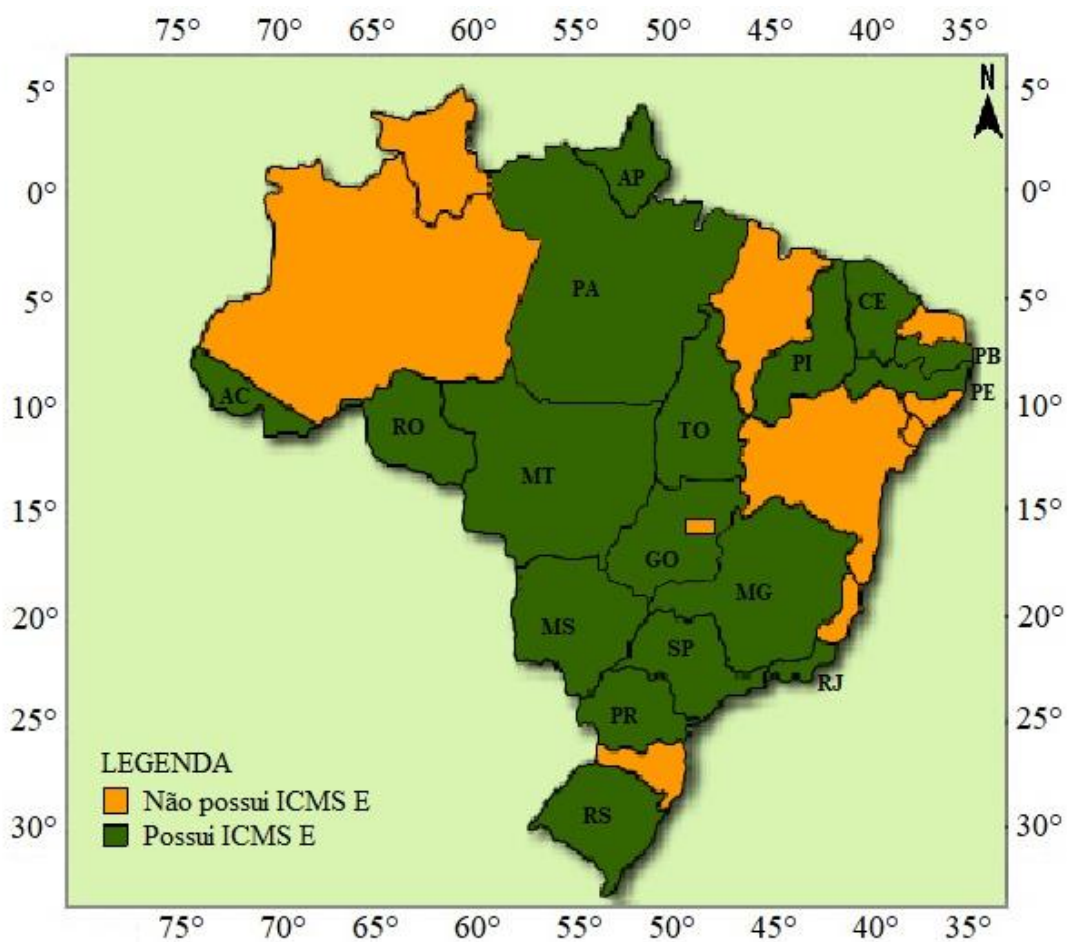 75° 70° 65° 60° 55° 50° 45° 40° 35°
N
5° 5°
AP
0° 0°
PA
CE
5° 5°
PB
PI
PE
AC
10° 10°
RO
TO
MT
15° 15°
GO
MG
20° 20°
MS
SP
RJ
PR
25° 25°
LEGENDA
Não possui ICMS E
Possui ICMS E
RS
30° 30°
75° 70° 65° 60° 55° 50° 45° 40° 35°